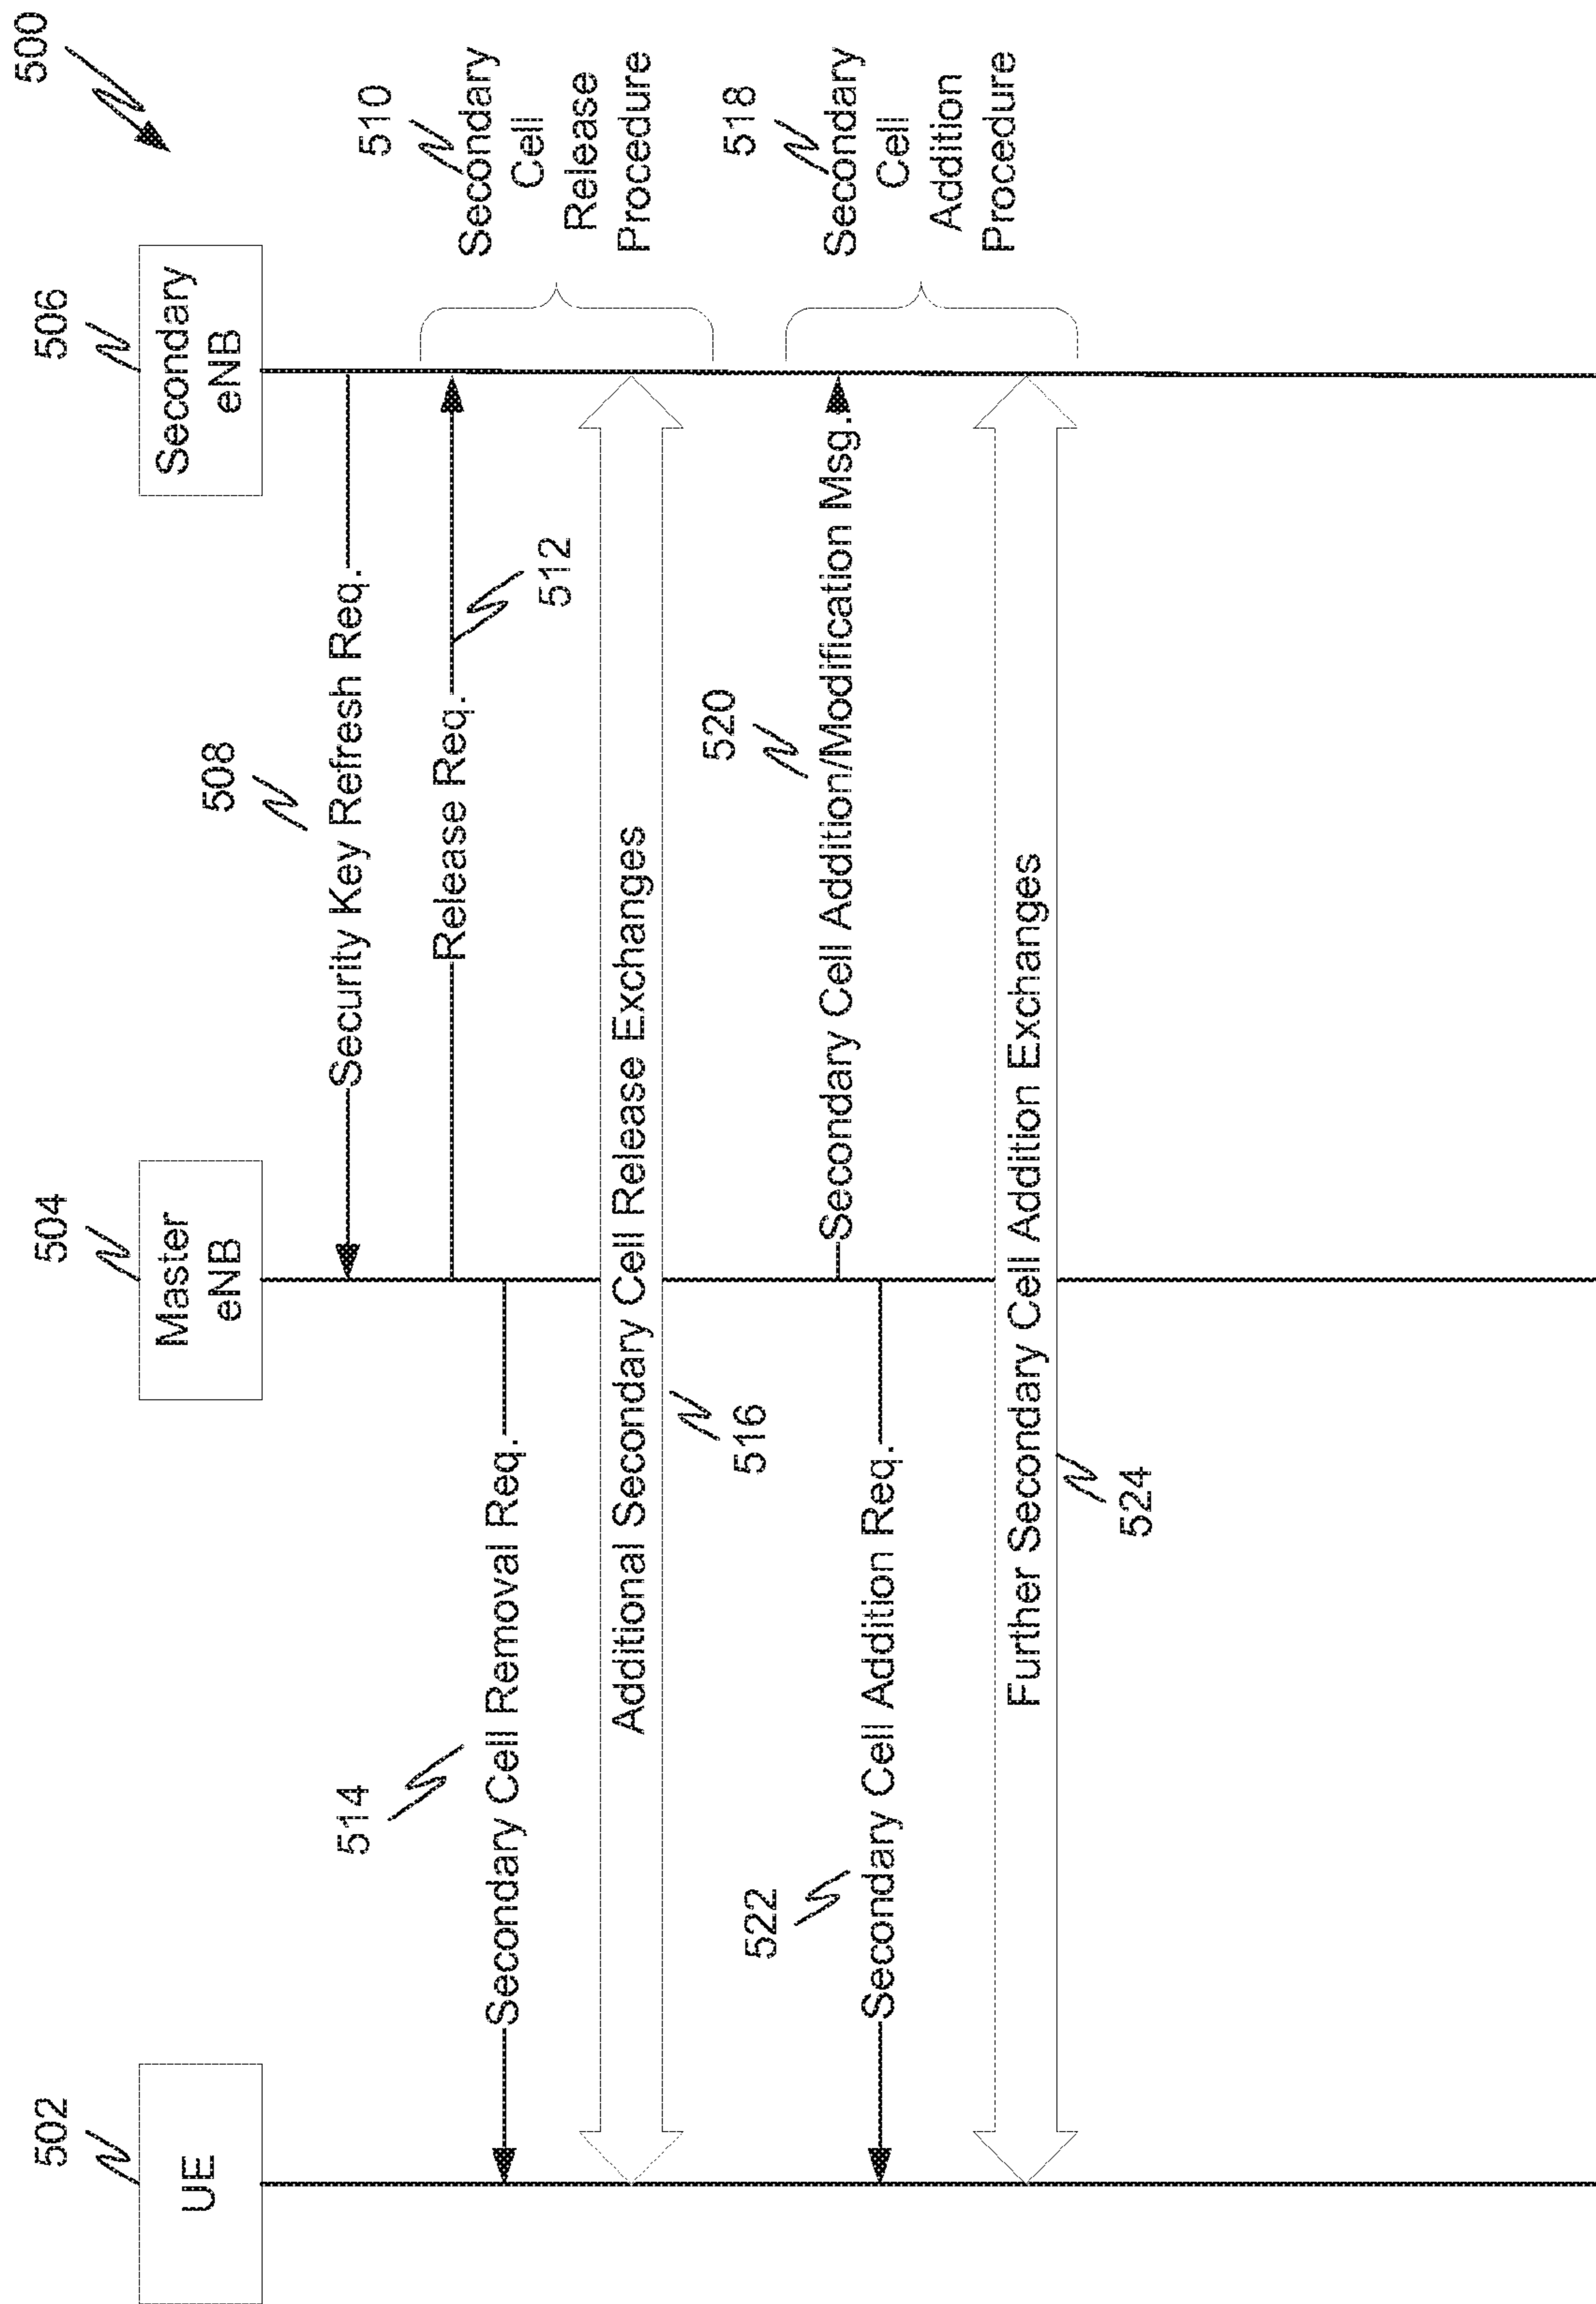 500
502
UE
504
Master
eNB
506
Secondary
eNB
508
Security Key Refresh Req.
Release Req.
512
510
Secondary
Cell
Release
Procedure
514
Secondary Cell Removal Req.
Additional Secondary Cell Release Exchanges
516
520
Secondary Cell Addition/Modification Msg.
518
Secondary
Cell
Addition
Procedure
522
Secondary Cell Addition Req.
Further Secondary Cell Addition Exchanges
524